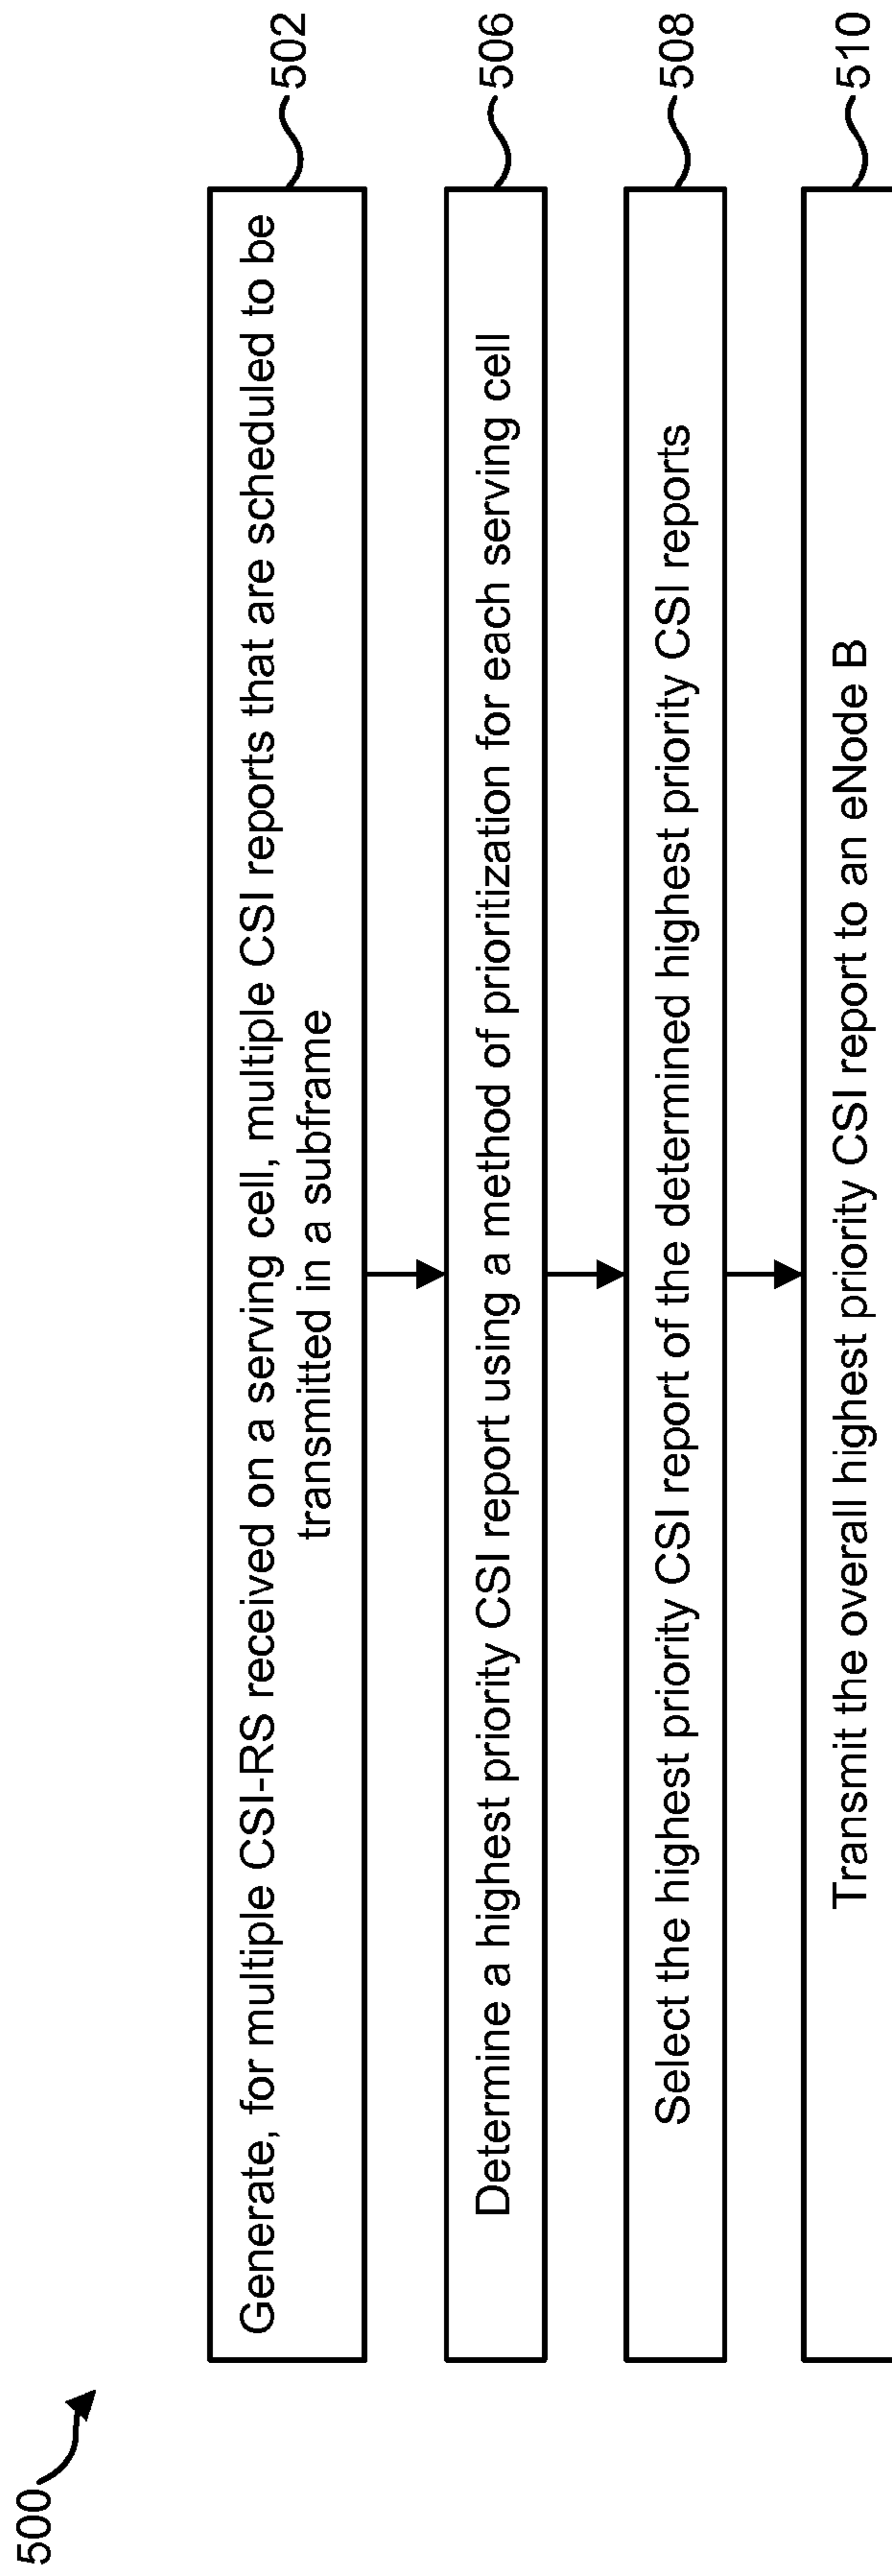 500
Generate, for multiple CSI-RS received on a serving cell, multiple CSI reports that are scheduled to be
transmitted in a subframe
502
Determine a highest priority CSI report using a method of prioritization for each serving cell
506
Select the highest priority CSI report of the determined highest priority CSI reports
508
Transmit the overall highest priority CSI report to an eNode B
510